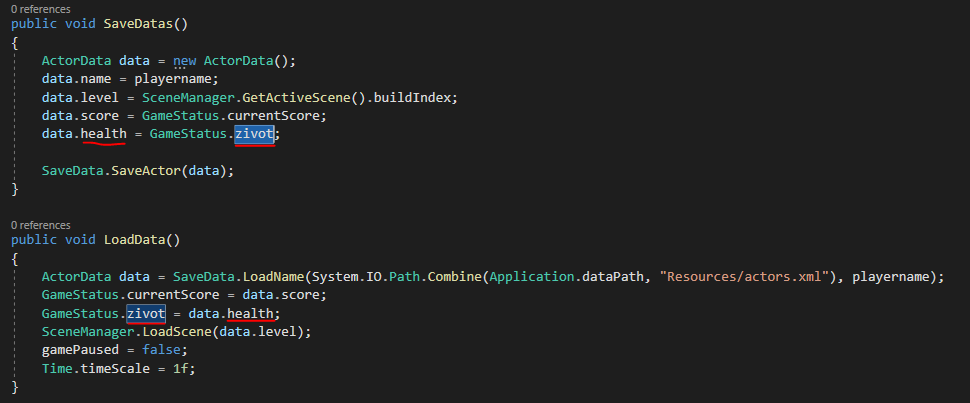 0 references
public void SaveDatas()
{
ActorData data = new ActorData();
data.name = playername;
data.level = SceneManager.GetActiveScene().buildIndex;
data.score = GameStatus.currentScore;
data.health = GameStatus.zivot;
SaveData.SaveActor(data);
}
0 references
public void LoadData()
{
ActorData data = SaveData.LoadName(System.IO.Path.Combine(Application.dataPath, "Resources/actors.xml"), playername);
GameStatus.currentScore = data.score;
GameStatus.zivot = data.health;
SceneManager.LoadScene(data.level);
gamePaused = false;
Time.timeScale = 1f;
}